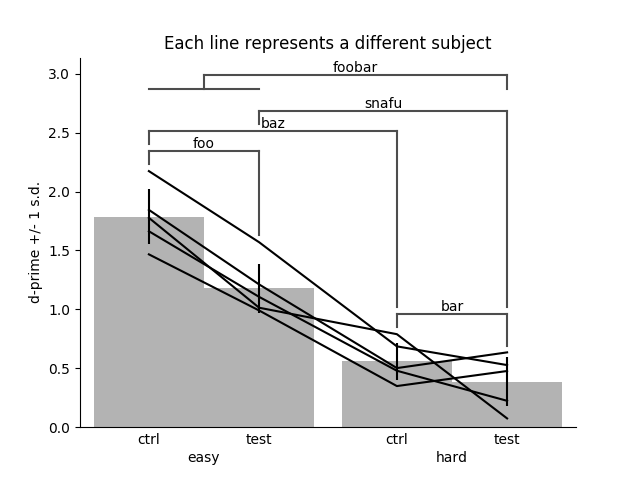 Each line represents a different subject
foobar
snafu
baz
foo
bar
d-prime +/- 1 s.d.
3.0
2.5
2.0
1.5
1.0
0.5
0.0
ctrl test ctrl test
easy hard